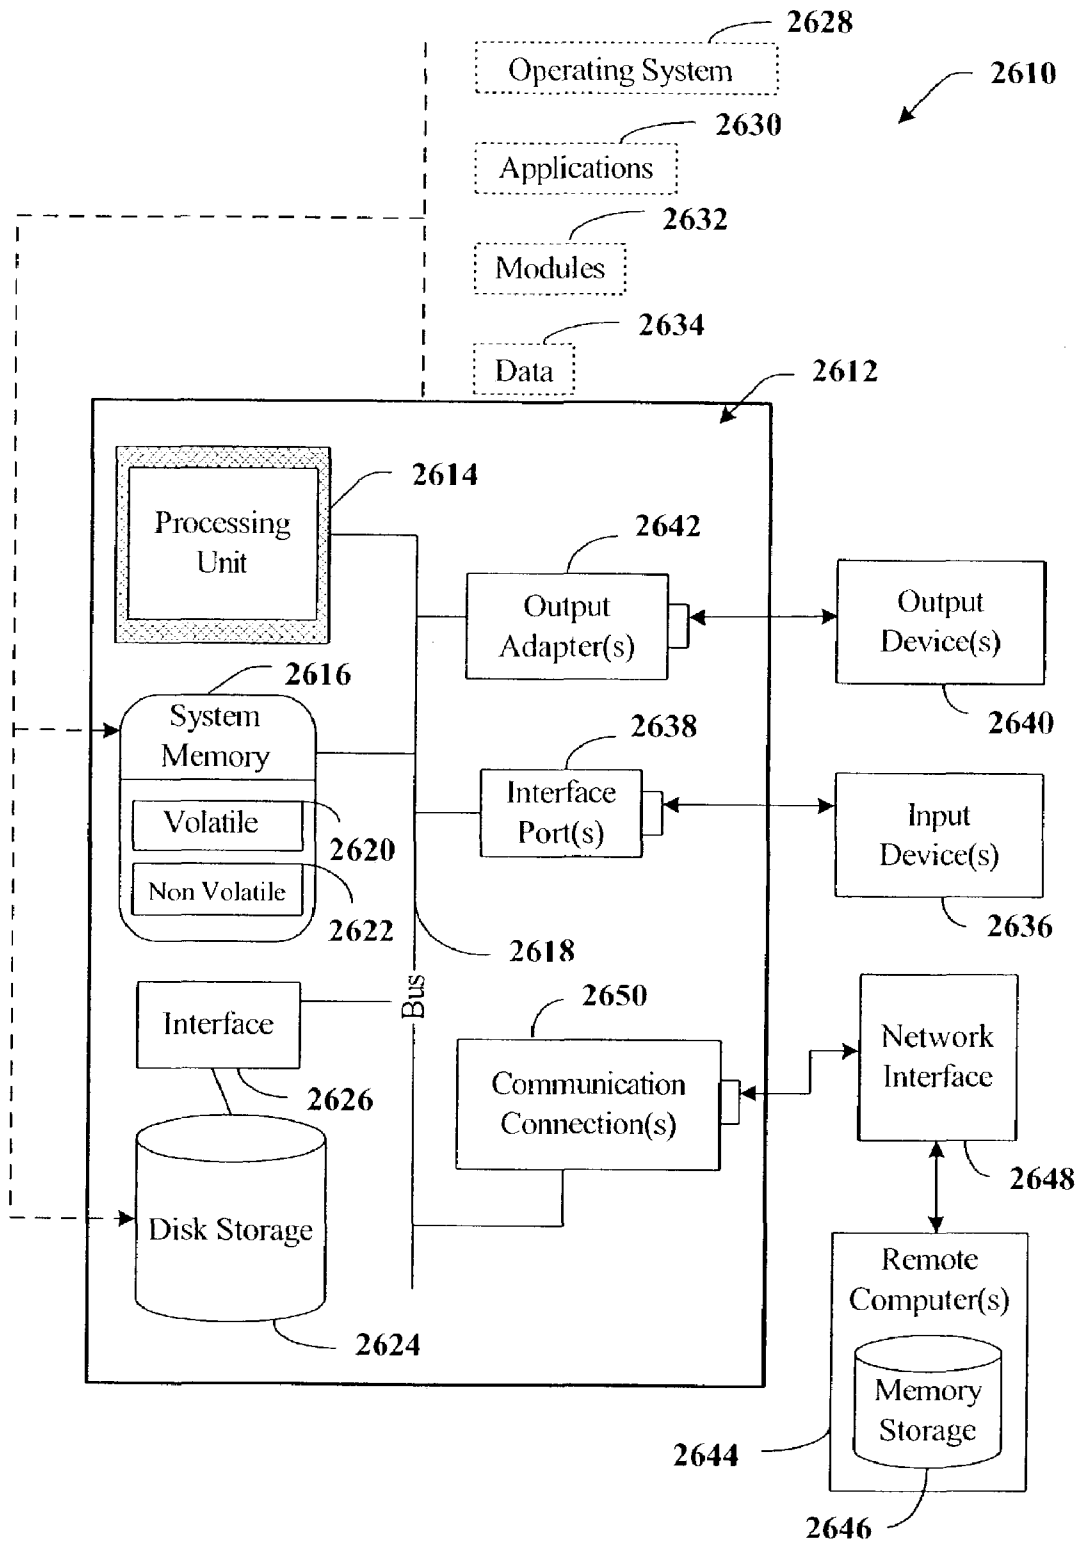 2628
Operating System
2610
2630
Applications
2632
Modules
2634
Data
2612
2614
Processing
Unit
2642
Output
Adapter(s)
Output
Device(s)
2640
2616
System
Memory
2638
Interface
Port(s)
Volatile
2620
Non Volatile
2622
Input
Device(s)
2636
2618
Bus
Interface
2626
2650
Communication
Connection(s)
Network
Interface
2648
Disk Storage
2624
Remote
Computer(s)
Memory
Storage
2644
2646